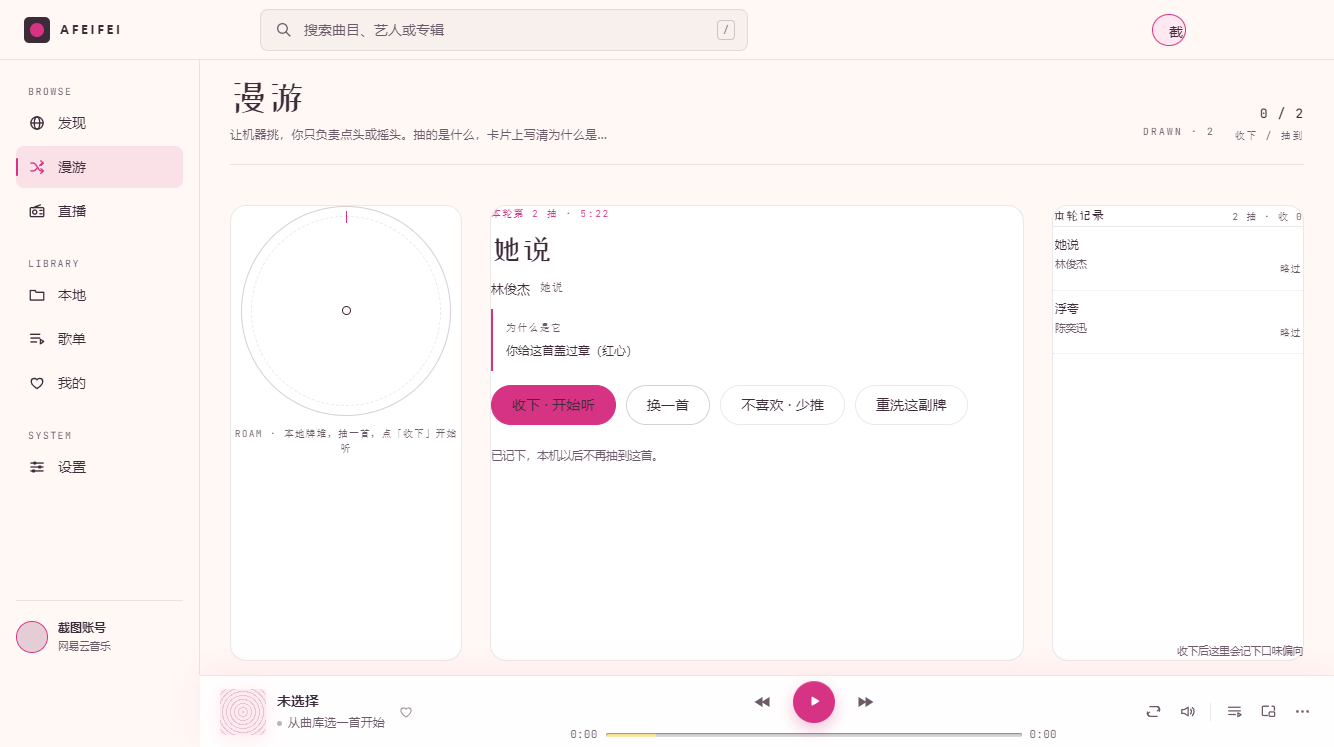 AFEIFEI
搜索曲目、艺人或专辑
/
截
BROWSE
发现
漫游
直播
LIBRARY
本地
歌单
我的
SYSTEM
设置
截图账号
网易云音乐
漫游
让机器挑，你只负责点头或摇头。抽的是什么，卡片上写清为什么是…
DRAWN · 2
0 / 2
收下 / 抽到
ROAM · 本地牌堆，抽一首，点「收下」开始
听
本轮第 2 抽 · 5:22
她说
林俊杰 她说
为什么是它
你给这首盖过章（红心）
收下 · 开始听
换一首
不喜欢 · 少推
重洗这副牌
已记下，本机以后不再抽到这首。
本轮记录
2 抽 · 收 0
她说
林俊杰
略过
浮夸
陈奕迅
略过
收下后这里会记下口味偏向
未选择
从曲库选一首开始
0:00
0:00